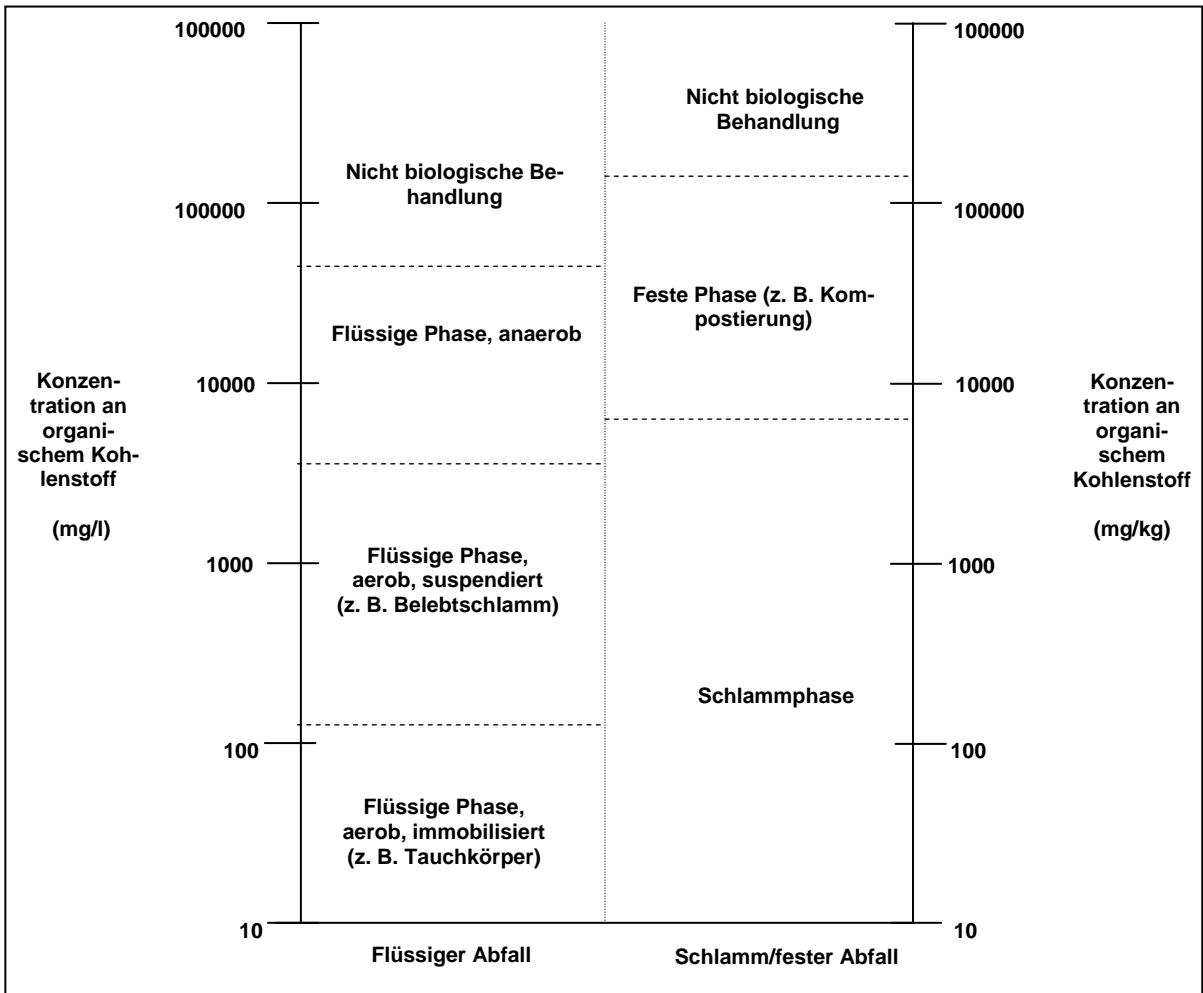 100000
100000
10000
1000
100
10
Konzen-
tration an
organi-
schem Koh-
lenstoff
(mg/l)
Nicht biologische Be-
handlung
Flüssige Phase, anaerob
Flüssige Phase,
aerob, suspendiert
(z. B. Belebtschlamm)
Flüssige Phase,
aerob, immobilisiert
(z. B. Tauchkörper)
Flüssiger Abfall
Nicht biologische
Behandlung
Feste Phase (z. B. Kom-
postierung)
Schlammphase
Schlamm/fester Abfall
100000
100000
10000
1000
100
10
Konzen-
tration an
organi-
schem
Kohlenstoff
(mg/kg)